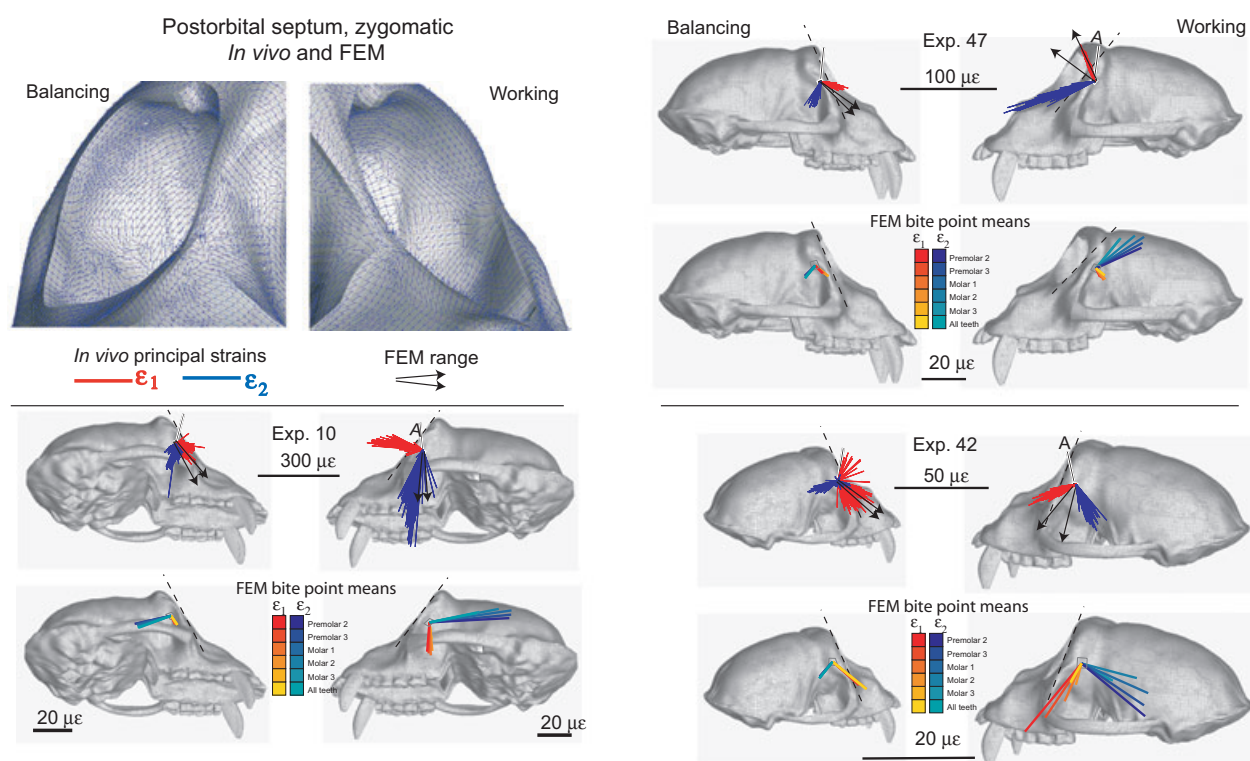 Postorbital septum, zygomatic
In vivo and FEM
Balancing
Working
In vivo principal strains
ε1
ε2
FEM range
Exp. 10
300 µε
A
FEM bite point means
ε1 ε2
Premolar 2
Premolar 3
Molar 1
Molar 2
Molar 3
All teeth
20 µε
20 µε
Balancing
Working
Exp. 47
100 µε
A
FEM bite point means
ε1 ε2
Premolar 2
Premolar 3
Molar 1
Molar 2
Molar 3
All teeth
20 µε
Exp. 42
50 µε
A
FEM bite point means
ε1 ε2
Premolar 2
Premolar 3
Molar 1
Molar 2
Molar 3
All teeth
20 µε